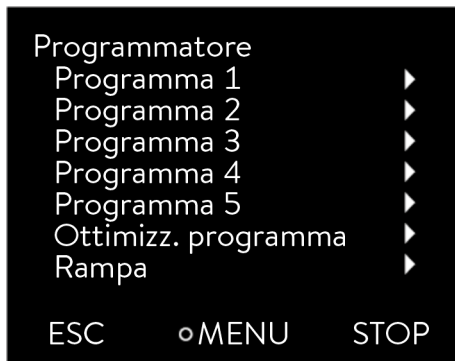 Programmatore
Programma 1
Programma 2
Programma 3
Programma 4
Programma 5
Ottimizz. programma
Rampa
ESC MENU STOP